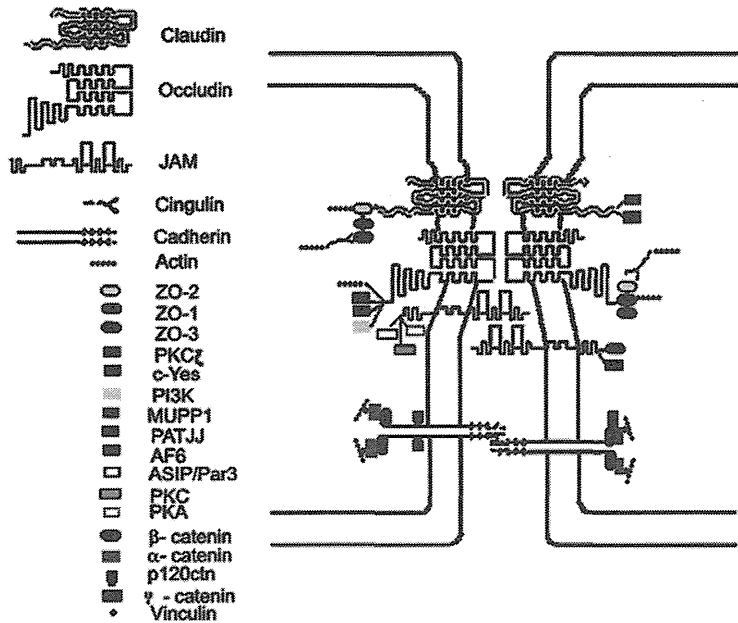 Claudin
Occludin
JAM
Cingulin
Cadherin
Actin
ZO-2
ZO-1
ZO-3
PKCζ
c-Yes
PI3K
MUPP1
PATJJ
AF6
ASIP/Par3
PKC
PKA
β- catenin
α- catenin
p120ctn
γ - catenin
Vinculin